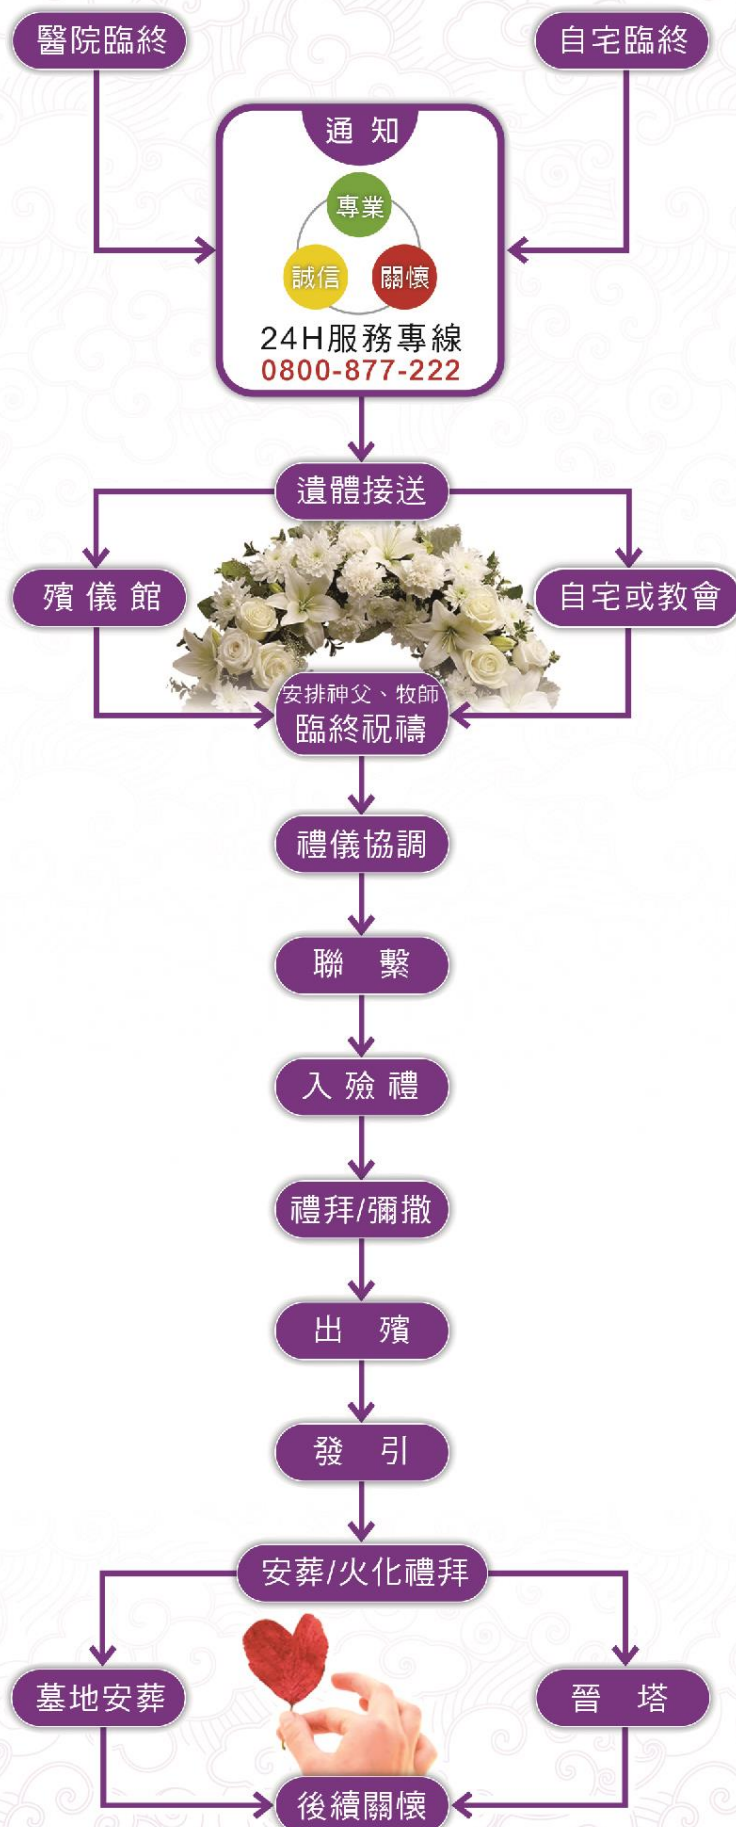 醫院臨終
自宅臨終
通 知
專業
誠信
關懷
24H服務專線
0800-877-222
遺體接送
殯 儀 館
自宅或教會
安排神父、牧師
臨終祝禱
禮儀協調
聯 繫
入 殮 禮
禮拜/彌撒
出 殯
發 引
安葬/火化禮拜
墓地安葬
晉 塔
後續關懷